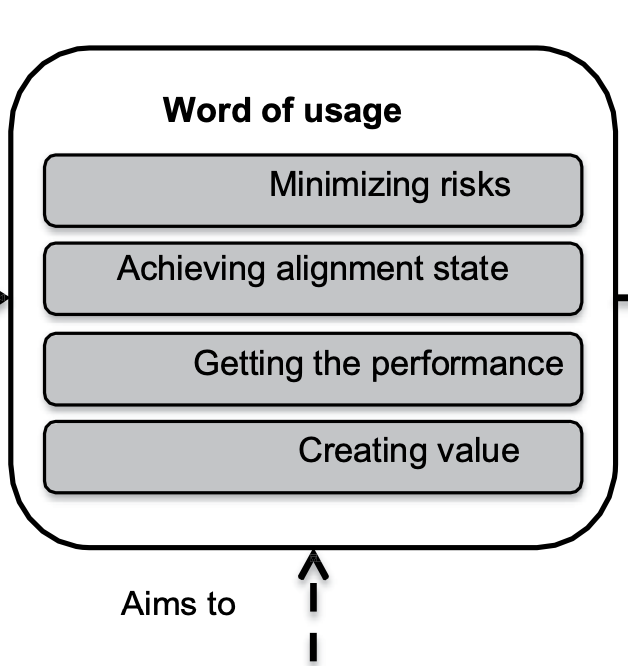 Word of usage
Minimizing risks
Achieving alignment state
Getting the performance
Creating value
Aims to